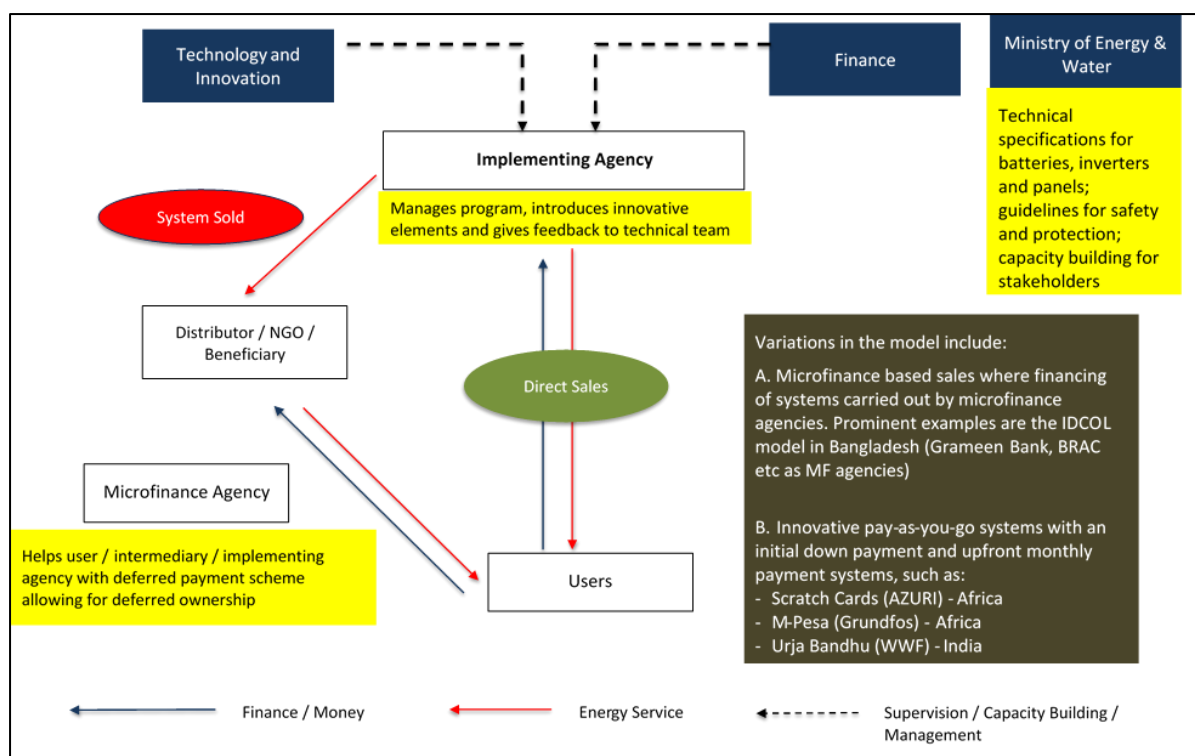 Technology and
Innovation
Finance
Ministry of Energy &
Water
Technical
specifications for
batteries, inverters
and panels;
guidelines for safety
and protection;
capacity building for
stakeholders
Implementing Agency
Manages program, introduces innovative
elements and gives feedback to technical team
System Sold
Distributor / NGO /
Beneficiary
Direct Sales
Variations in the model include:
A. Microfinance based sales where financing
of systems carried out by microfinance
agencies. Prominent examples are the IDCOL
model in Bangladesh (Grameen Bank, BRAC
etc as MF agencies)
B. Innovative pay-as-you-go systems with an
initial down payment and upfront monthly
payment systems, such as:
- Scratch Cards (AZURI) - Africa
- M-Pesa (Grundfos) - Africa
- Urja Bandhu (WWF) - India
Microfinance Agency
Helps user / intermediary / implementing
agency with deferred payment scheme
allowing for deferred ownership
Users
Finance / Money
Energy Service
Supervision / Capacity Building /
Management